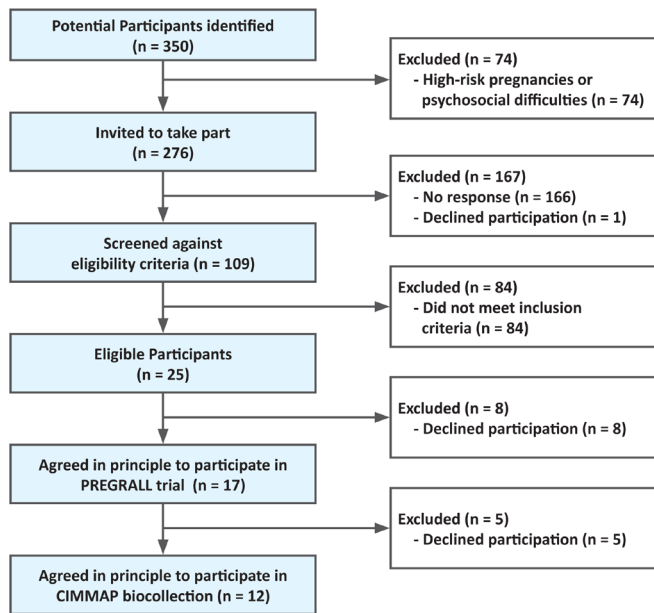 Potential Participants identified
(n = 350)
Excluded (n = 74)
- High-risk pregnancies or
psychosocial difficulties (n = 74)
Invited to take part
(n = 276)
Excluded (n = 167)
- No response (n = 166)
- Declined participation (n = 1)
Screened against
eligibility criteria (n = 109)
Excluded (n = 84)
- Did not meet inclusion
criteria (n = 84)
Eligible Participants
(n = 25)
Excluded (n = 8)
- Declined participation (n = 8)
Agreed in principle to participate in
PREGRALL trial (n = 17)
Excluded (n = 5)
- Declined participation (n = 5)
Agreed in principle to participate in
CIMMAP biocollection (n = 12)